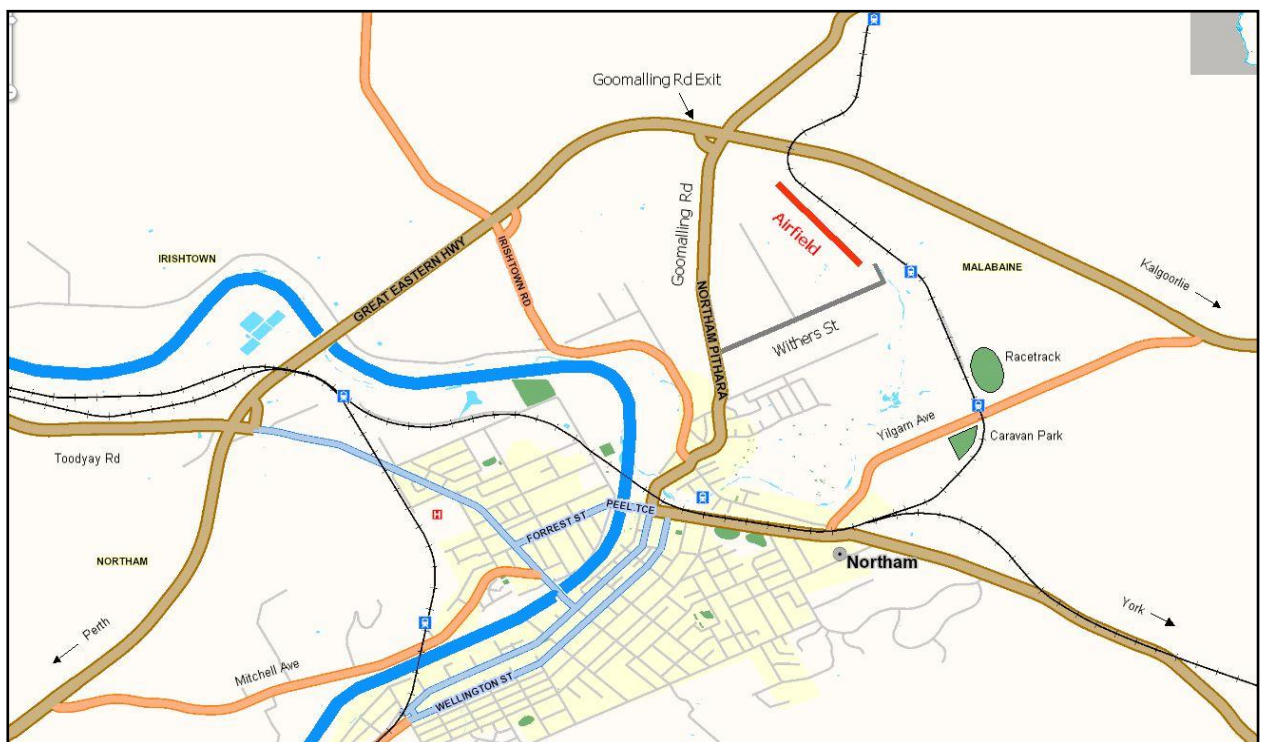 Goomalling Rd Exit
Goomalling Rd
Airfield
IRISHTOWN
GREAT EASTERN HWY
IRISHTOWN RD
MALABAINE
Kalgoorlie
NORTHAM PITHARA
Withers St
Racetrack
Yilgarn Ave
Caravan Park
Toodyay Rd
H
PEEL TCE
FORREST ST
NORTHAM
Northam
York
Perth
Mitchell Ave
WELLINGTON ST